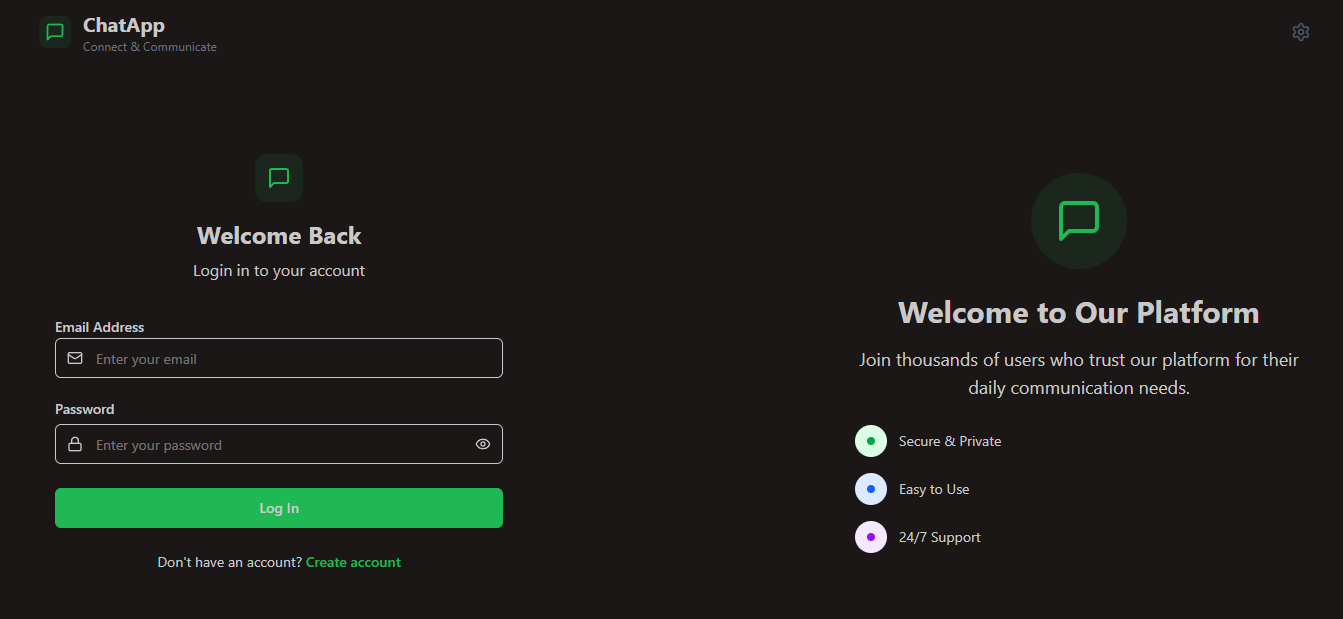 ChatApp
Connect & Communicate
Welcome Back
Login in to your account
Email Address
Enter your email
Password
Enter your password
Log In
Don't have an account? Create account
Welcome to Our Platform
Join thousands of users who trust our platform for their
daily communication needs.
Secure & Private
Easy to Use
24/7 Support